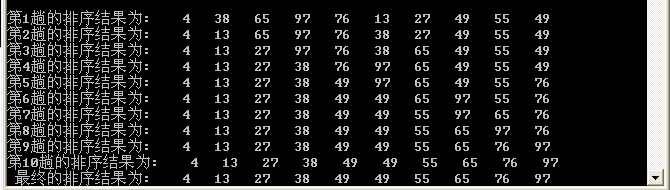 第1趟的排序结果为: 4 38 65 97 76 13 27 49 55 49
第2趟的排序结果为: 4 13 65 97 76 38 27 49 55 49
第3趟的排序结果为: 4 13 27 97 76 38 65 49 55 49
第4趟的排序结果为: 4 13 27 38 76 97 65 49 55 49
第5趟的排序结果为: 4 13 27 38 49 97 65 49 55 76
第6趟的排序结果为: 4 13 27 38 49 49 65 97 55 76
第7趟的排序结果为: 4 13 27 38 49 49 55 97 65 76
第8趟的排序结果为: 4 13 27 38 49 49 55 65 97 76
第9趟的排序结果为: 4 13 27 38 49 49 55 65 76 97
第10趟的排序结果为: 4 13 27 38 49 49 55 65 76 97
最终的排序结果为: 4 13 27 38 49 49 55 65 76 97